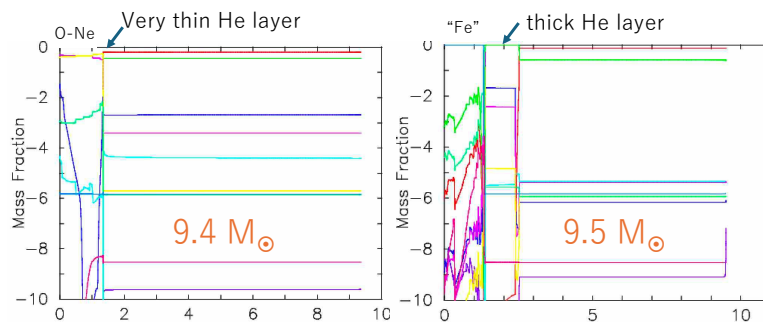 Very thin He layer
O-Ne
Mass Fraction
0
−2
−4
−6
−8
−10
9.4 M☉
0 2 4 6 8 10
thick He layer
"Fe"
Mass Fraction
0
−2
−4
−6
−8
−10
9.5 M☉
0 5 10